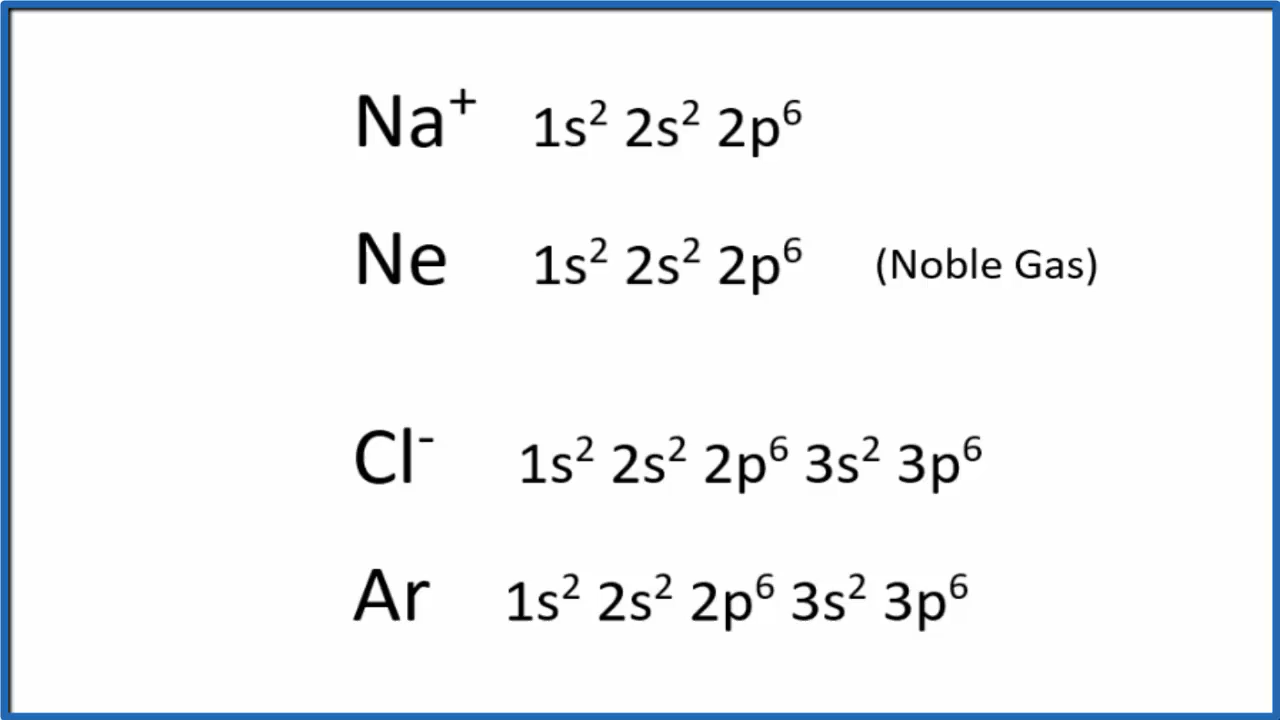 Na⁺ 1s² 2s² 2p⁶
Ne 1s² 2s² 2p⁶ (Noble Gas)
Cl⁻ 1s² 2s² 2p⁶ 3s² 3p⁶
Ar 1s² 2s² 2p⁶ 3s² 3p⁶